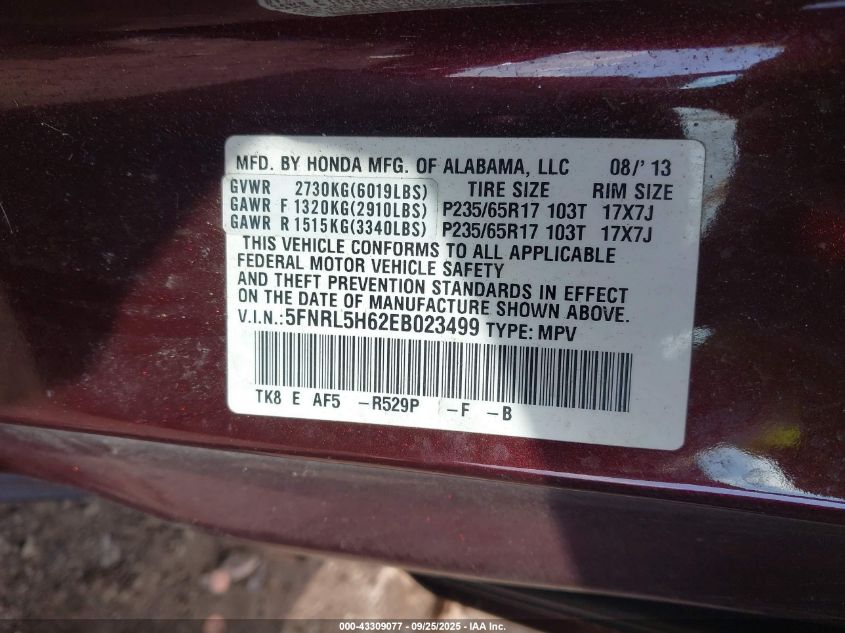 MFD. BY HONDA MFG. OF ALABAMA, LLC 08/'13
GVWR 2730KG(6019LBS) TIRE SIZE RIM SIZE
GAWR F 1320KG(2910LBS) P235/65R17 103T 17X7J
GAWR R 1515KG(3340LBS) P235/65R17 103T 17X7J
THIS VEHICLE CONFORMS TO ALL APPLICABLE
FEDERAL MOTOR VEHICLE SAFETY
AND THEFT PREVENTION STANDARDS IN EFFECT
ON THE DATE OF MANUFACTURE SHOWN ABOVE.
V.I.N.:5FNRL5H62EB023499 TYPE: MPV
TK8 E AF5 -R529P -F -B
000-43309077 - 09/25/2025 - IAA Inc.